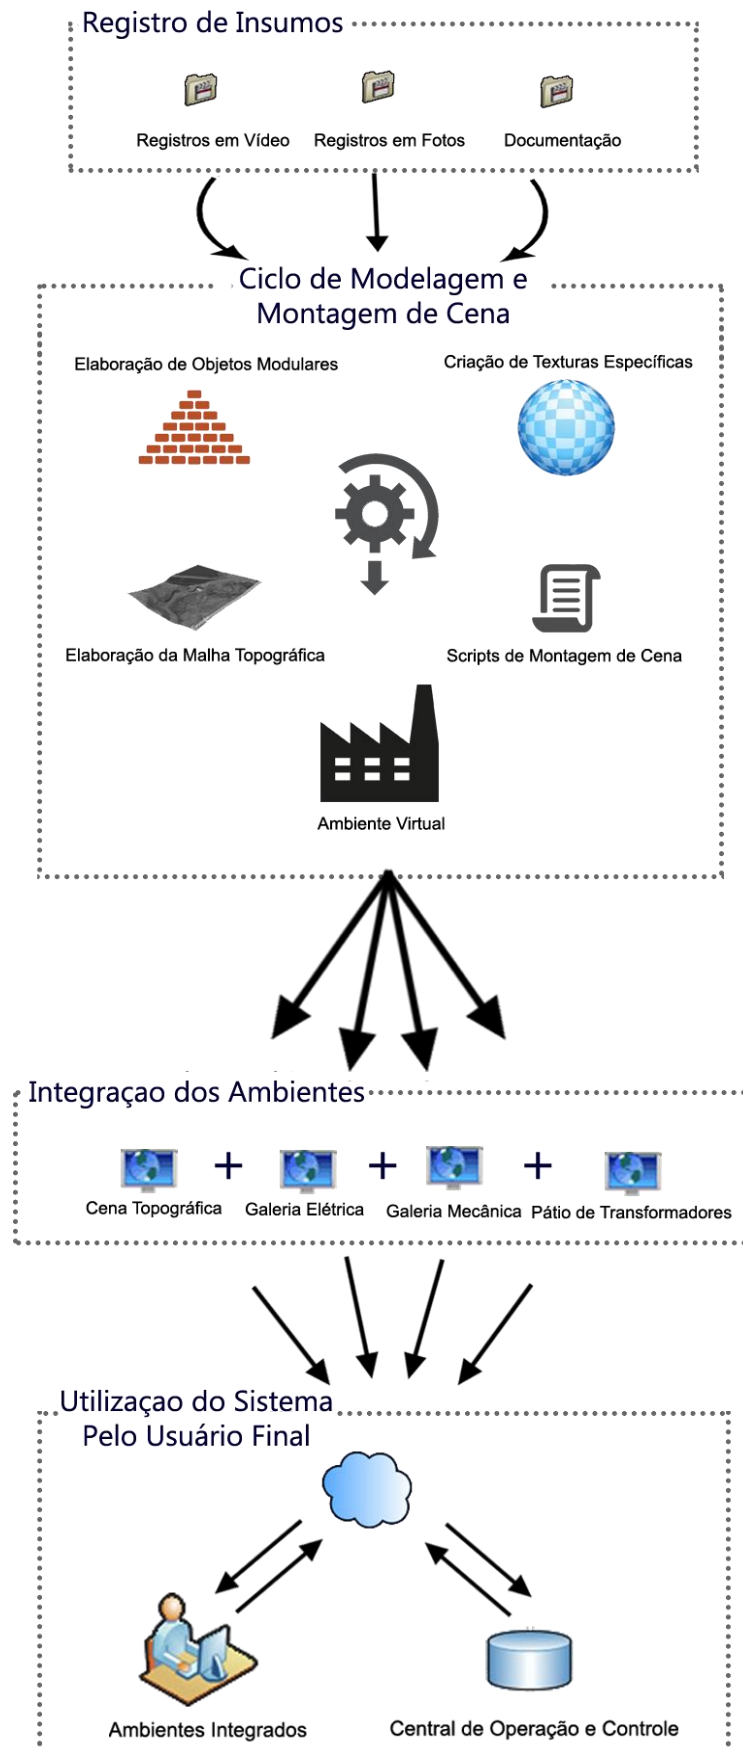 Registro de Insumos
Registros em Vídeo
Registros em Fotos
Documentação
Ciclo de Modelagem e
Montagem de Cena
Elaboração de Objetos Modulares
Criação de Texturas Específicas
Elaboração da Malha Topográfica
Scripts de Montagem de Cena
Ambiente Virtual
Integraçao dos Ambientes
+ + +
Cena Topográfica
Galeria Elétrica
Galeria Mecânica
Pátio de Transformadores
Utilizaçao do Sistema
Pelo Usuário Final
Ambientes Integrados
Central de Operação e Controle